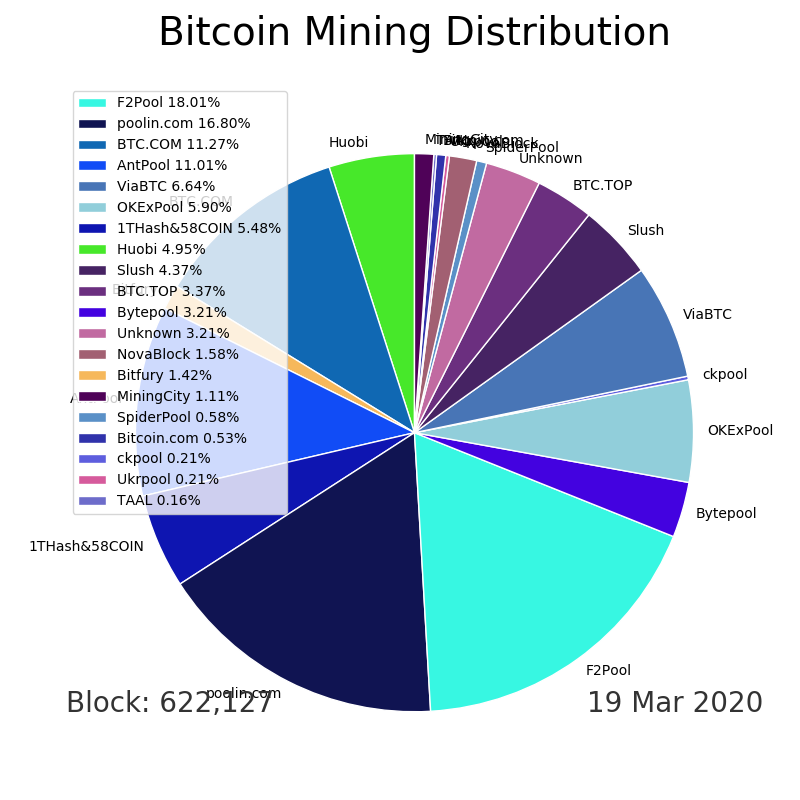 Bitcoin Mining Distribution
F2Pool 18.01%
poolin.com 16.80%
BTC.COM 11.27%
AntPool 11.01%
ViaBTC 6.64%
OKExPool 5.90%
1THash&58COIN 5.48%
Huobi 4.95%
Slush 4.37%
BTC.TOP 3.37%
Bytepool 3.21%
Unknown 3.21%
NovaBlock 1.58%
Bitfury 1.42%
MiningCity 1.11%
SpiderPool 0.58%
Bitcoin.com 0.53%
ckpool 0.21%
Ukrpool 0.21%
TAAL 0.16%
Huobi
MiningCity
SpiderPool
Unknown
BTC.TOP
Slush
ViaBTC
ckpool
OKExPool
Bytepool
F2Pool
poolin.com
1THash&58COIN
BTC.COM
Block: 622,127
19 Mar 2020